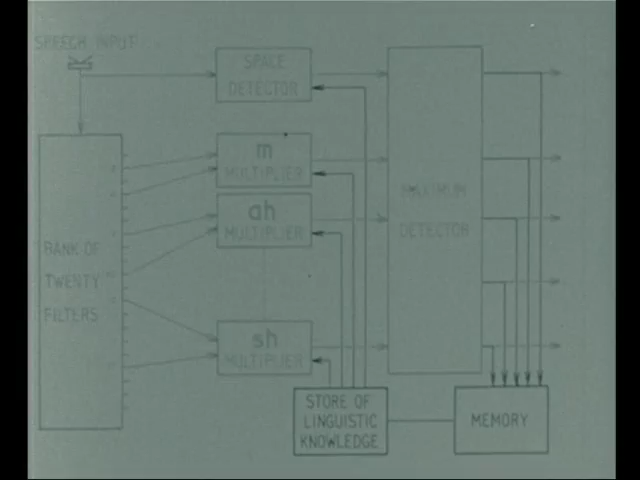 SPEECH INPUT
SPACE
DETECTOR
m
MULTIPLIER
ah
MULTIPLIER
MAXIMUM
DETECTOR
BANK OF
TWENTY
FILTERS
sh
MULTIPLIER
STORE OF
LINGUISTIC
KNOWLEDGE
MEMORY